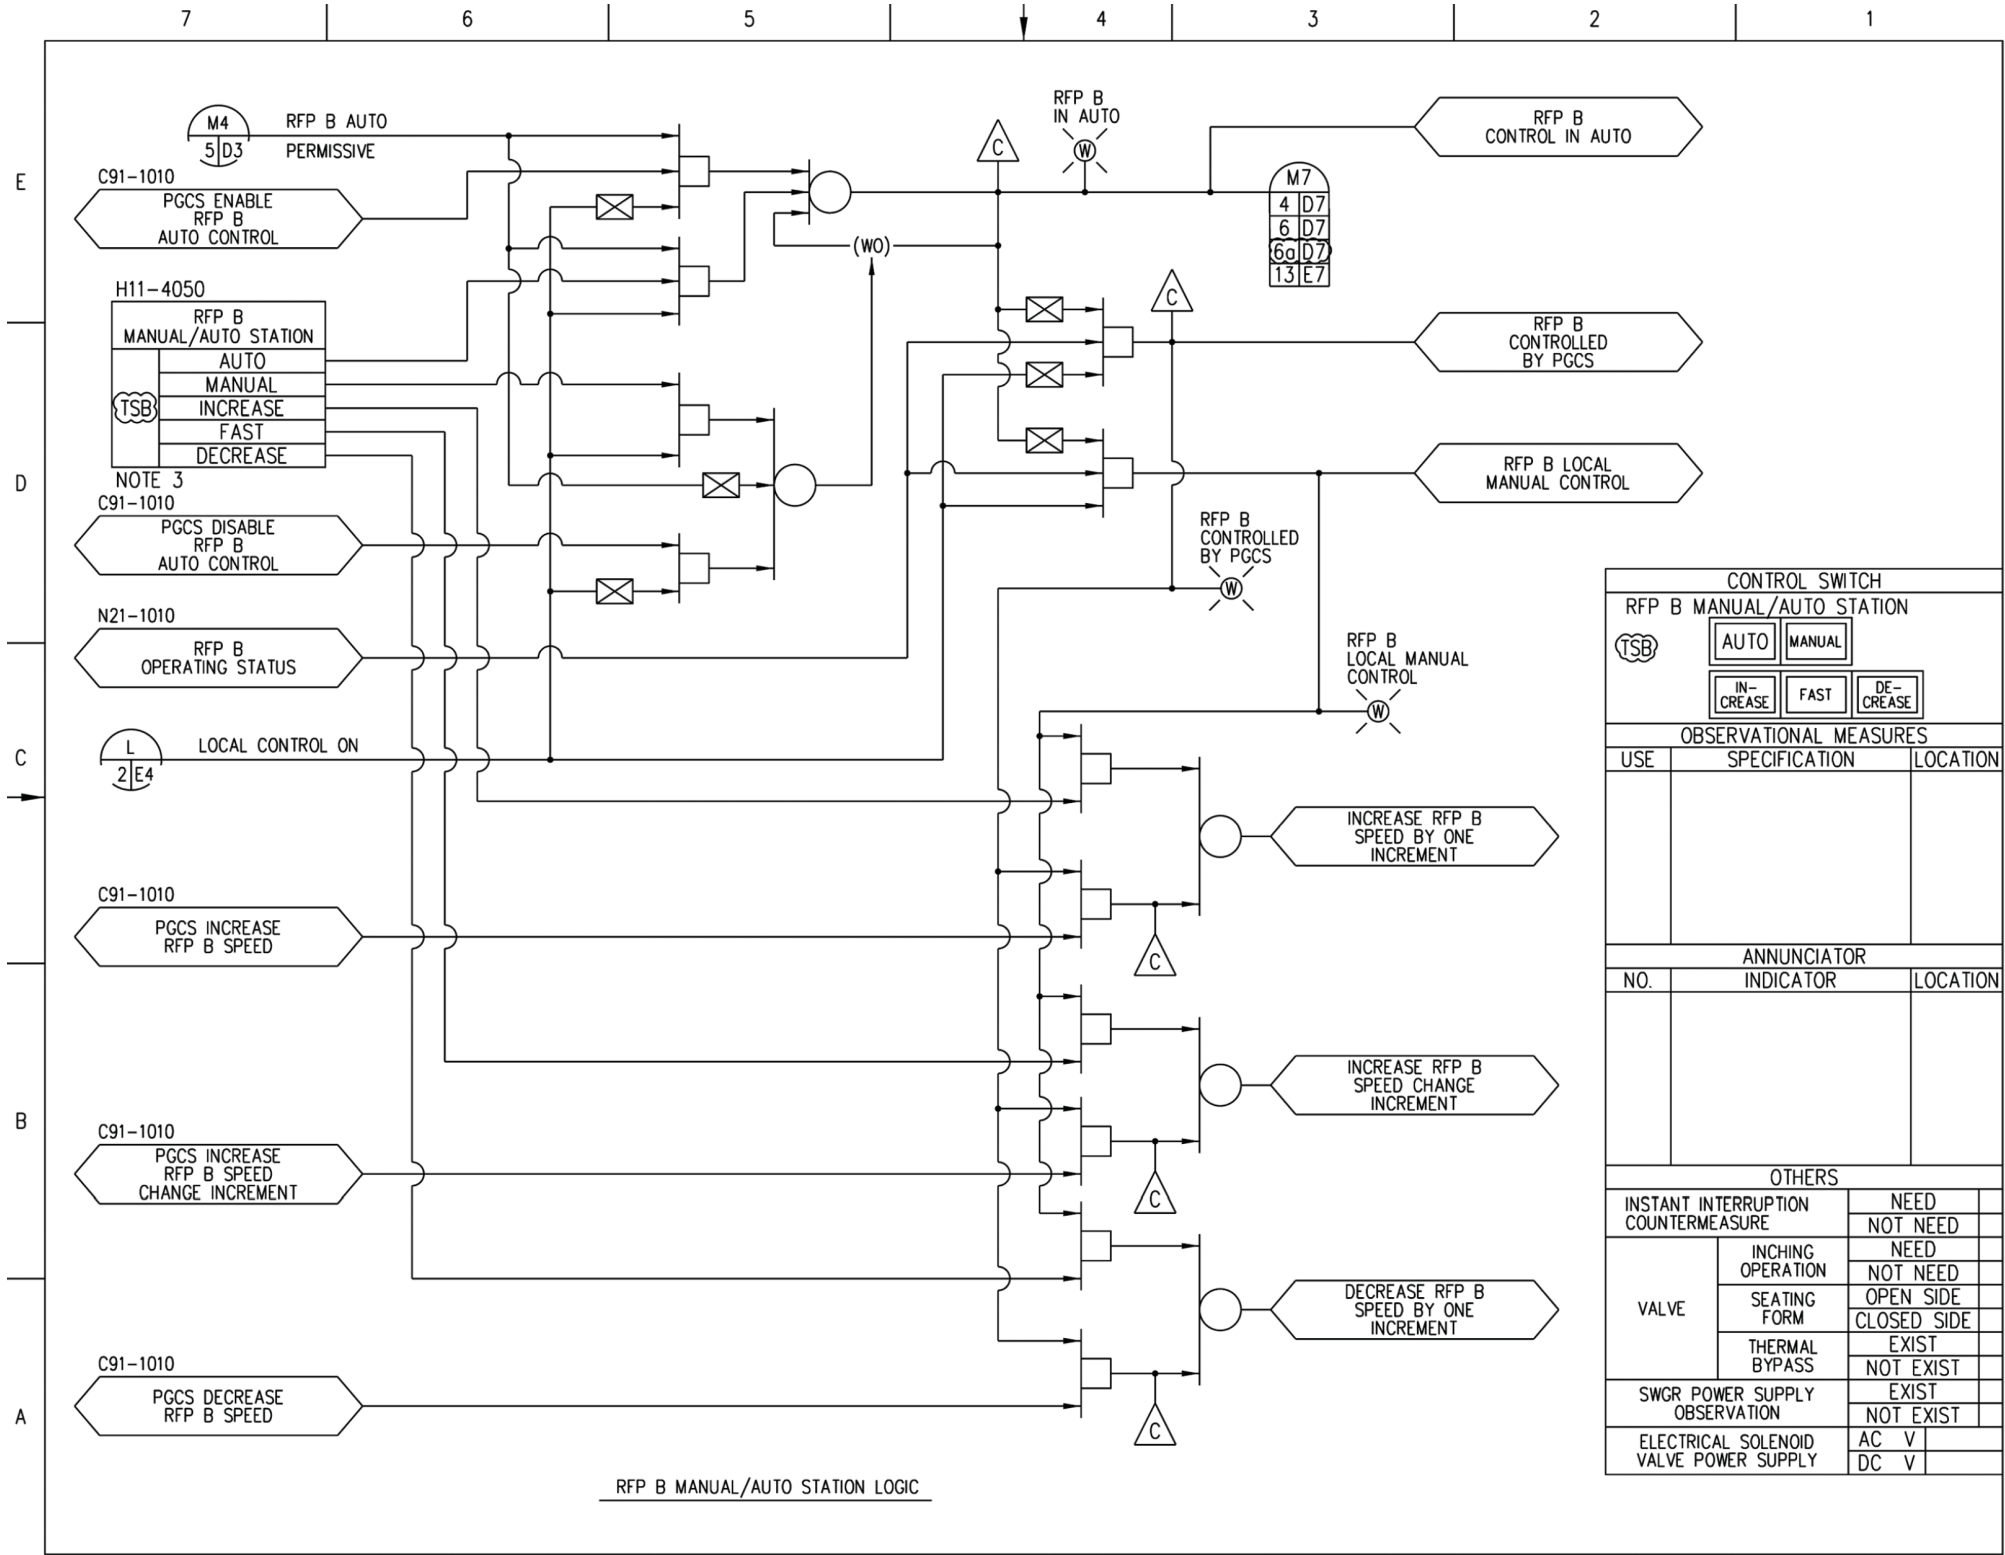 7 6 5 4 3 2 1
E
D
C
B
A
M4
5 D3
RFP B AUTO
PERMISSIVE
C91-1010
PGCS ENABLE
RFP B
AUTO CONTROL
H11-4050
RFP B
MANUAL/AUTO STATION
TSB
AUTO
MANUAL
INCREASE
FAST
DECREASE
NOTE 3
C91-1010
PGCS DISABLE
RFP B
AUTO CONTROL
N21-1010
RFP B
OPERATING STATUS
L
2 E4
LOCAL CONTROL ON
C91-1010
PGCS INCREASE
RFP B SPEED
C91-1010
PGCS INCREASE
RFP B SPEED
CHANGE INCREMENT
C91-1010
PGCS DECREASE
RFP B SPEED
(WO)
C
RFP B
IN AUTO
W
RFP B
CONTROL IN AUTO
M7
4 D7
6 D7
6a D7
13 E7
C
RFP B
CONTROLLED
BY PGCS
RFP B LOCAL
MANUAL CONTROL
RFP B
CONTROLLED
BY PGCS
W
RFP B
LOCAL MANUAL
CONTROL
W
INCREASE RFP B
SPEED BY ONE
INCREMENT
C
INCREASE RFP B
SPEED CHANGE
INCREMENT
C
DECREASE RFP B
SPEED BY ONE
INCREMENT
C
RFP B MANUAL/AUTO STATION LOGIC
CONTROL SWITCH
RFP B MANUAL/AUTO STATION
TSB
AUTO MANUAL
IN-
CREASE
FAST
DE-
CREASE
OBSERVATIONAL MEASURES
USE SPECIFICATION LOCATION
ANNUNCIATOR
NO. INDICATOR LOCATION
OTHERS
INSTANT INTERRUPTION
COUNTERMEASURE
NEED
NOT NEED
VALVE
INCHING
OPERATION
NEED
NOT NEED
SEATING
FORM
OPEN SIDE
CLOSED SIDE
THERMAL
BYPASS
EXIST
NOT EXIST
SWGR POWER SUPPLY
OBSERVATION
EXIST
NOT EXIST
ELECTRICAL SOLENOID
VALVE POWER SUPPLY
AC V
DC V